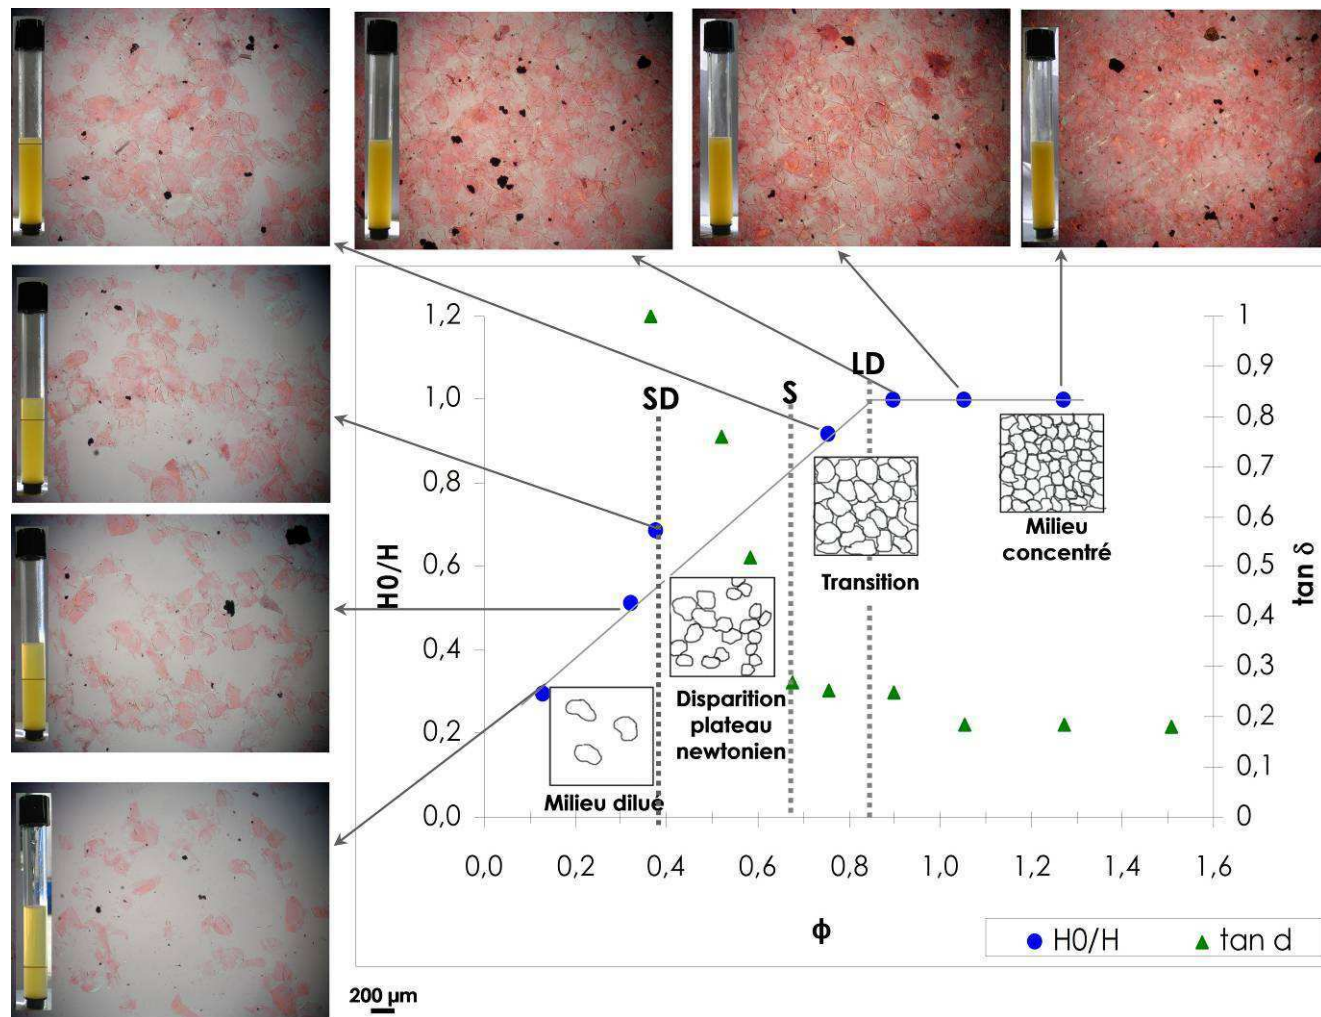 1,2
1,0
0,8
0,6
0,4
0,2
0,0
H0/H
SD
S
LD
1
0,9
0,8
0,7
0,6
0,5
0,4
0,3
0,2
0,1
0
tan δ
Milieu dilué
Disparition
plateau
newtonien
Transition
Milieu
concentré
0,0 0,2 0,4 0,6 0,8 1,0 1,2 1,4 1,6
ϕ
H0/H tan d
200 µm